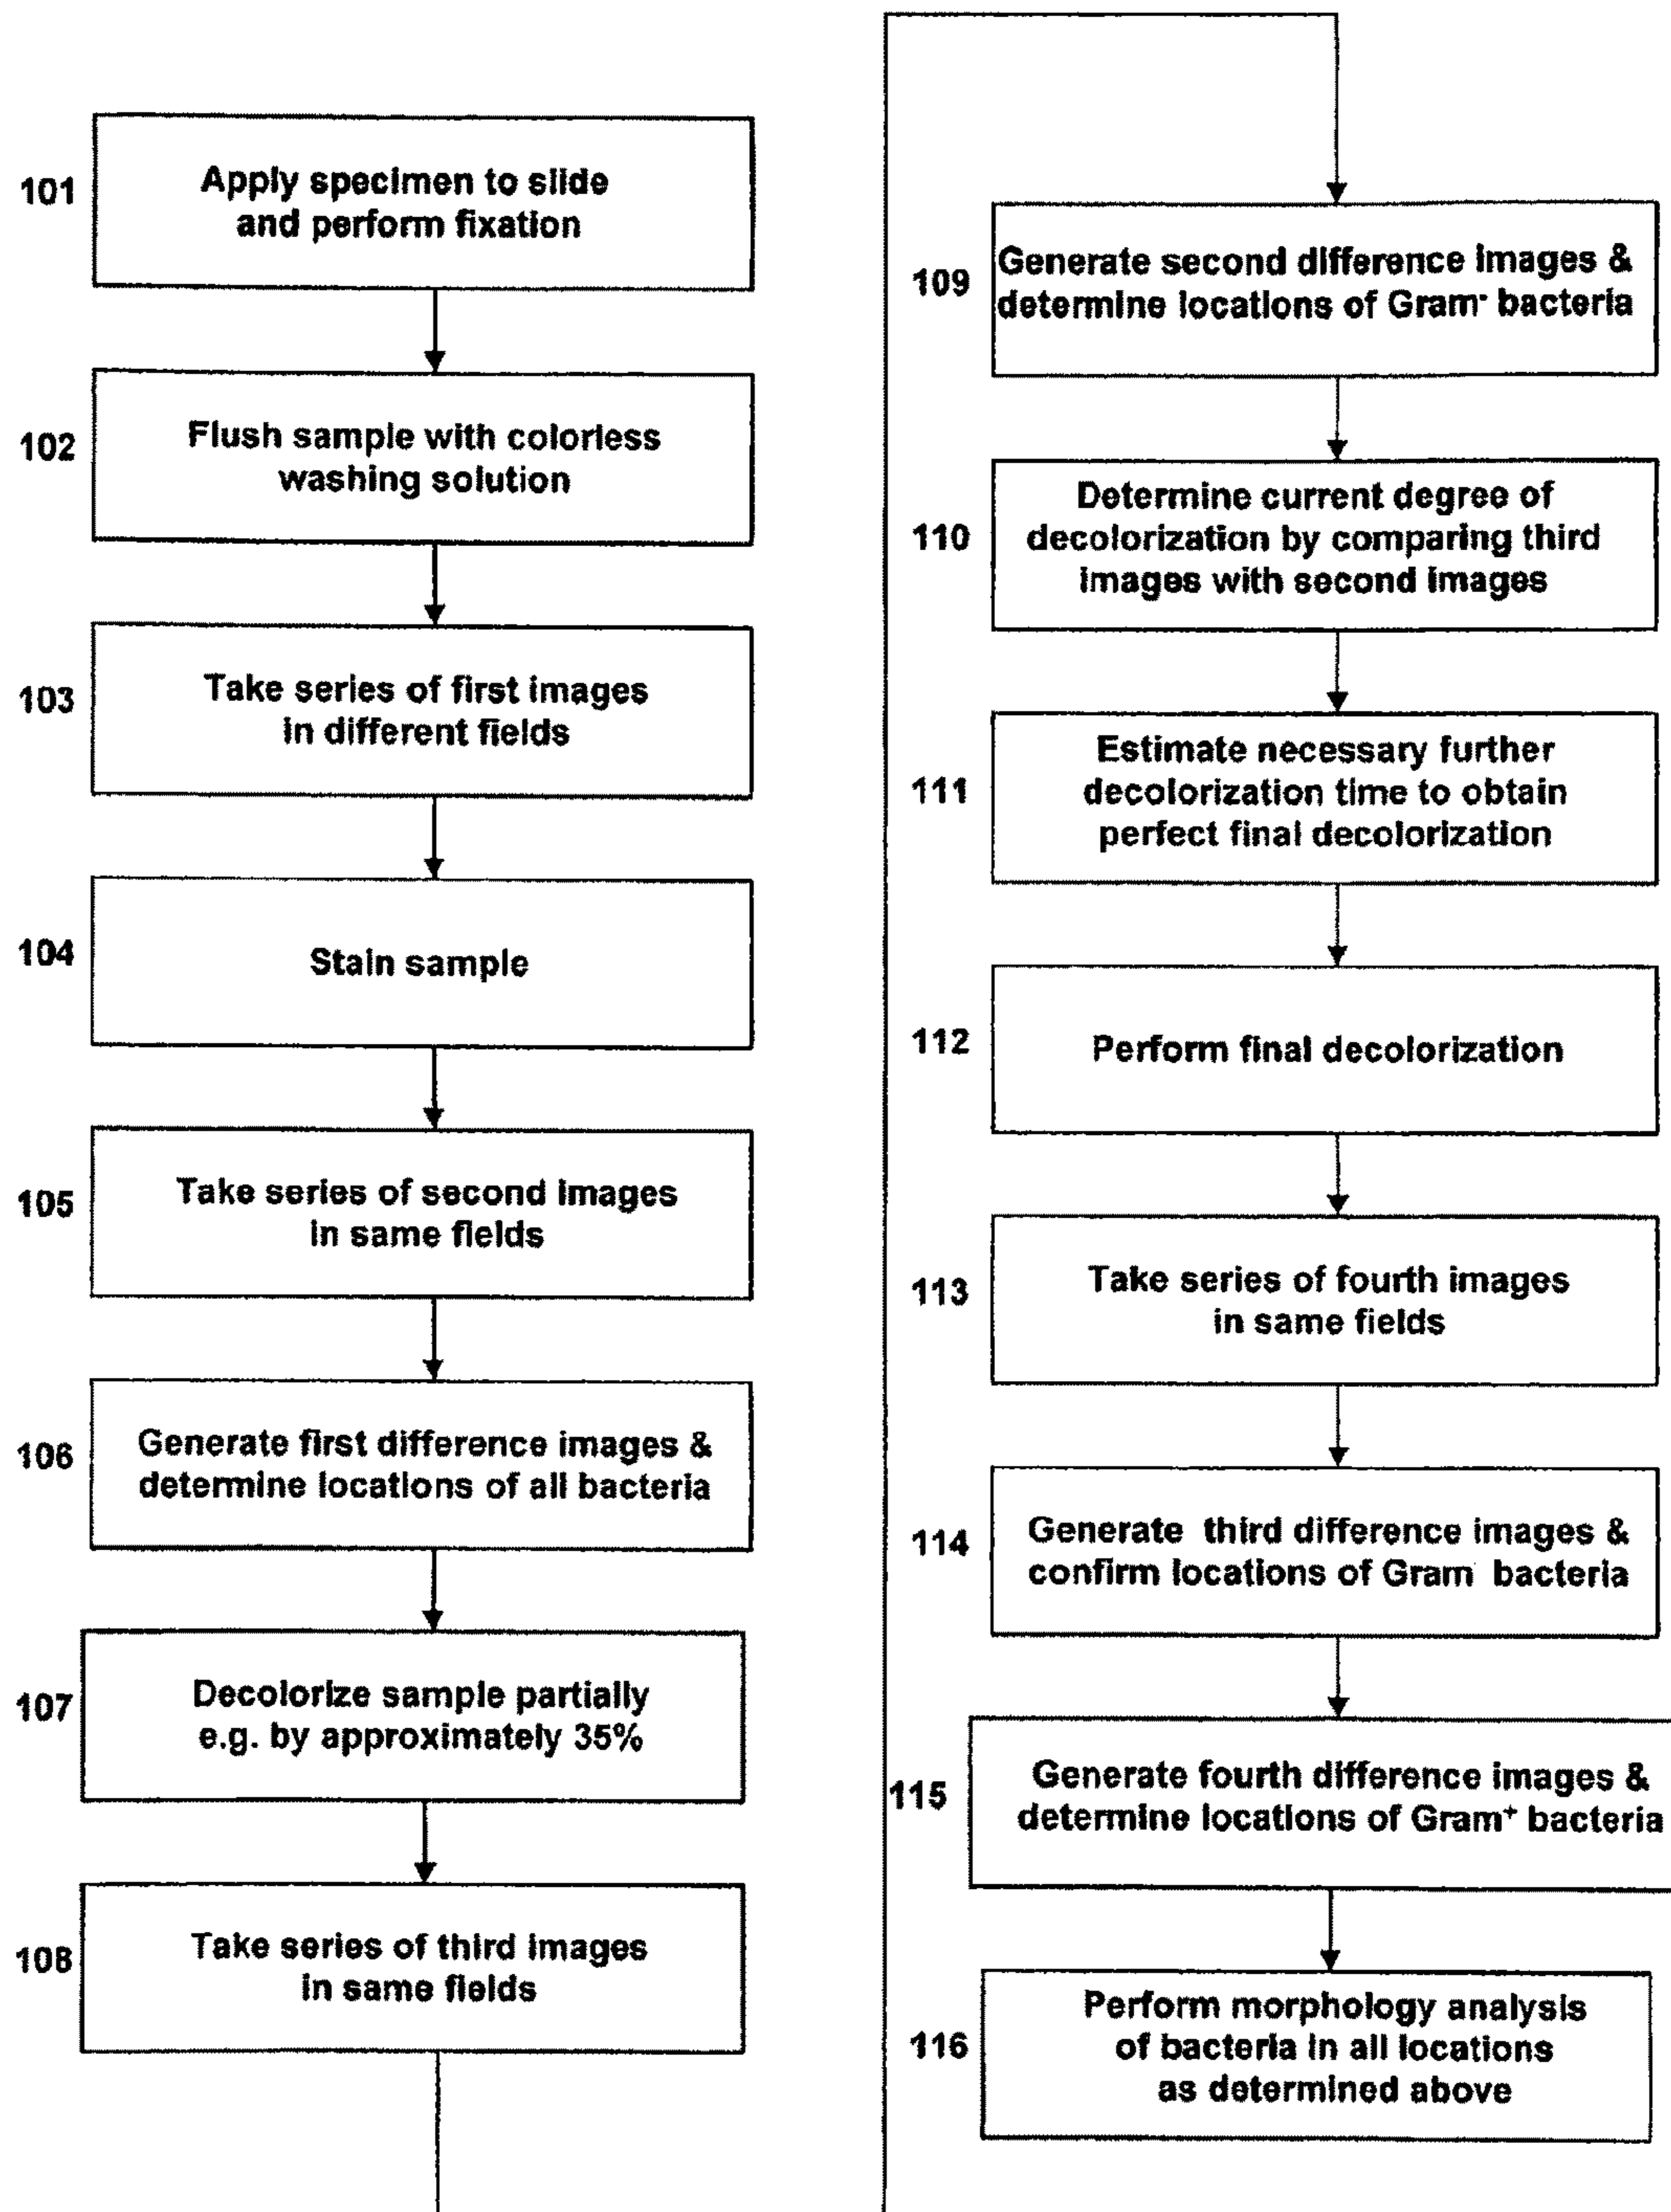 101
Apply specimen to slide
and perform fixation
102
Flush sample with colorless
washing solution
103
Take series of first images
in different fields
104
Stain sample
105
Take series of second images
in same fields
106
Generate first difference images &
determine locations of all bacteria
107
Decolorize sample partially
e.g. by approximately 35%
108
Take series of third images
in same fields
109
Generate second difference images &
determine locations of Gram⁻ bacteria
110
Determine current degree of
decolorization by comparing third
images with second images
111
Estimate necessary further
decolorization time to obtain
perfect final decolorization
112
Perform final decolorization
113
Take series of fourth images
in same fields
114
Generate third difference images &
confirm locations of Gram bacteria
115
Generate fourth difference images &
determine locations of Gram⁺ bacteria
116
Perform morphology analysis
of bacteria in all locations
as determined above